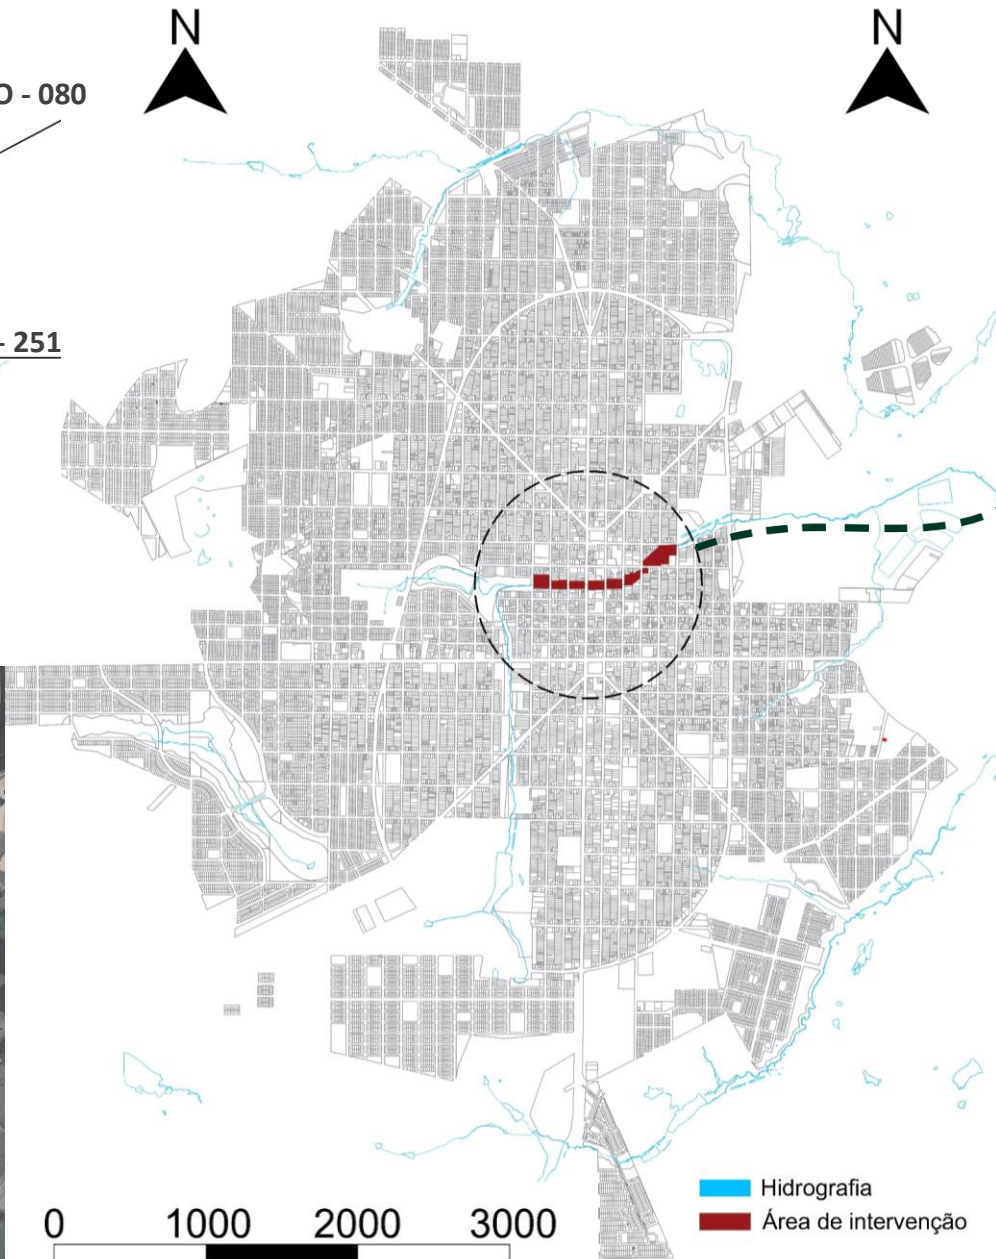 N
N
O - 080
- 251
Hidrografia
Área de intervenção
0 1000 2000 3000